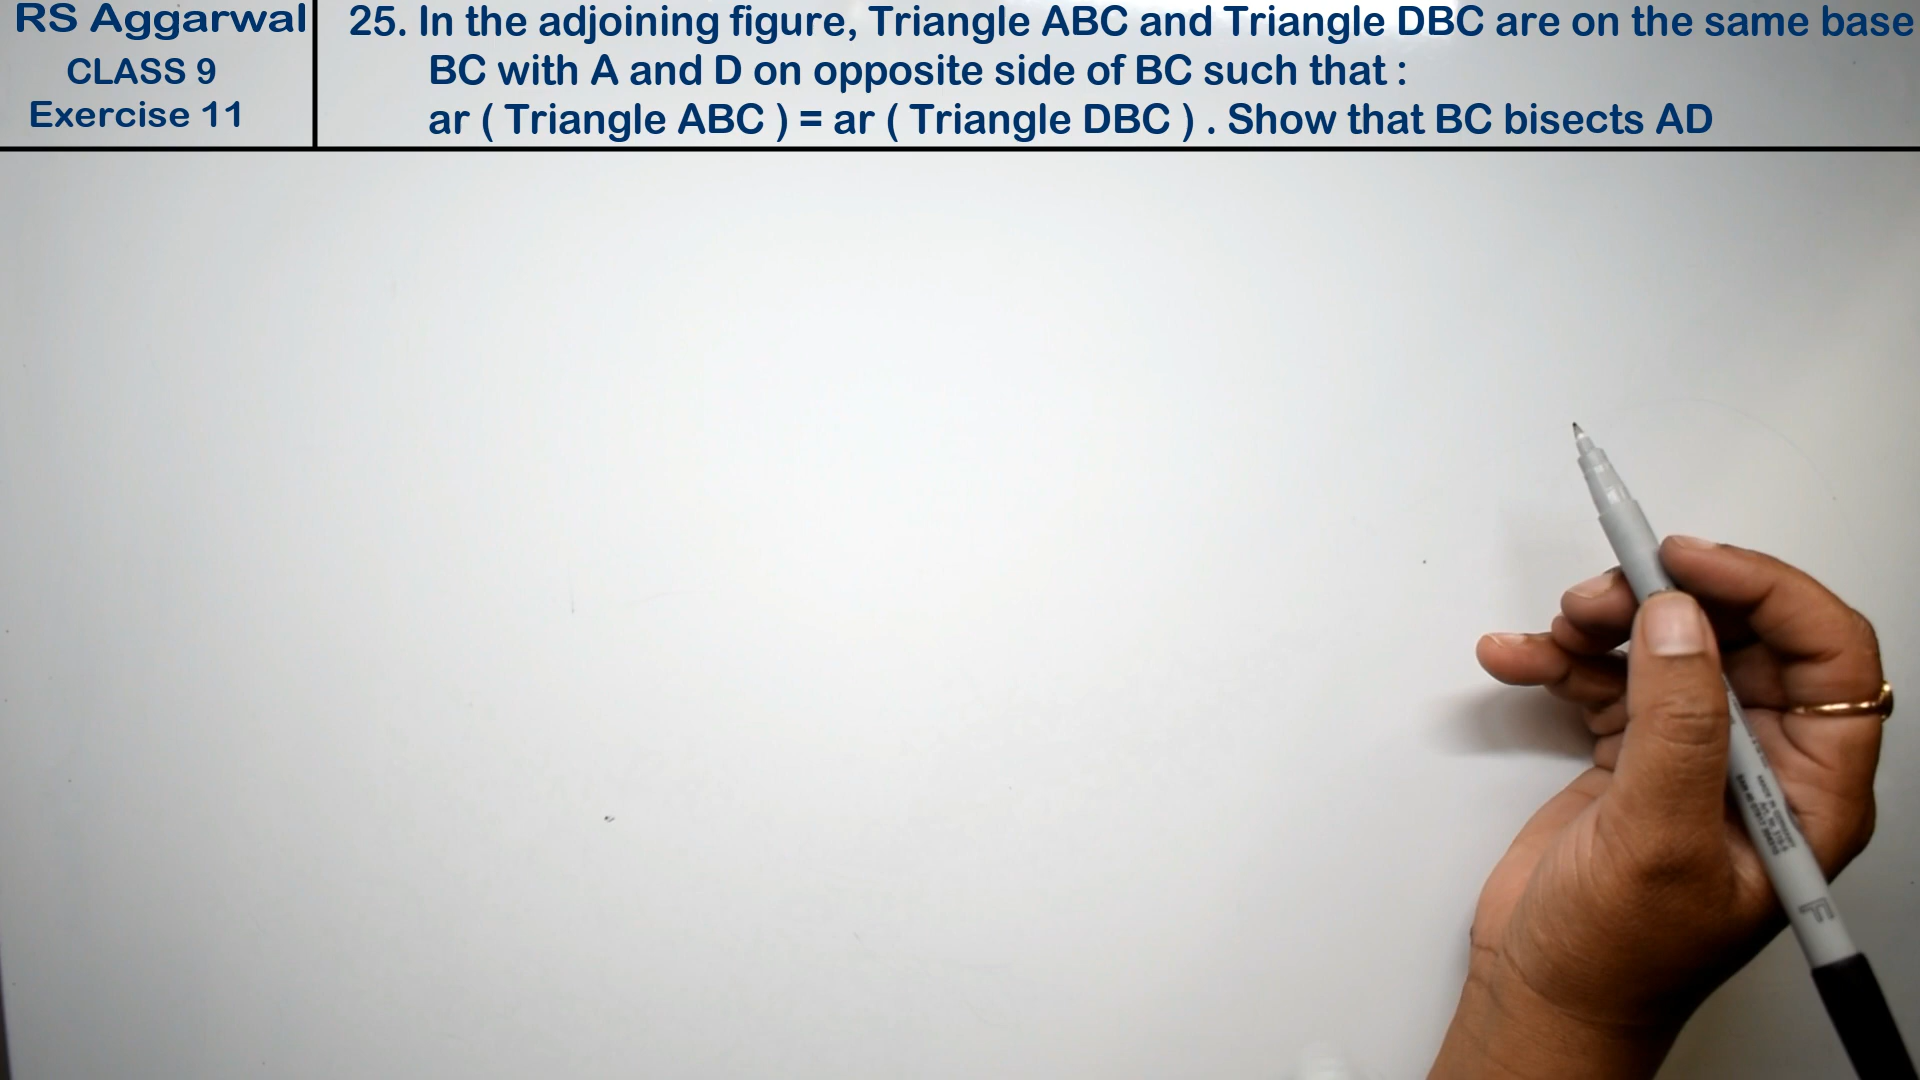 RS Aggarwal
CLASS 9
Exercise 11
25. In the adjoining figure, Triangle ABC and Triangle DBC are on the same base
BC with A and D on opposite side of BC such that :
ar ( Triangle ABC ) = ar ( Triangle DBC ) . Show that BC bisects AD
F